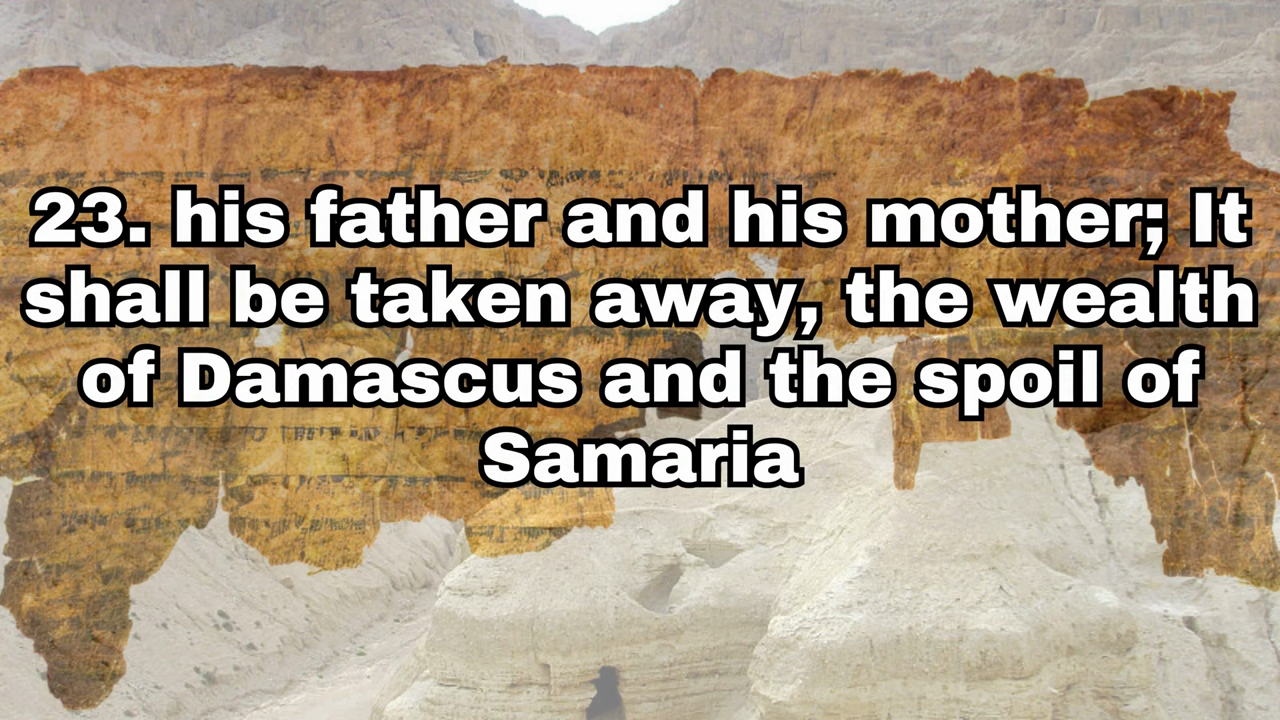 23. his father and his mother; It
shall be taken away, the wealth
of Damascus and the spoil of
Samaria